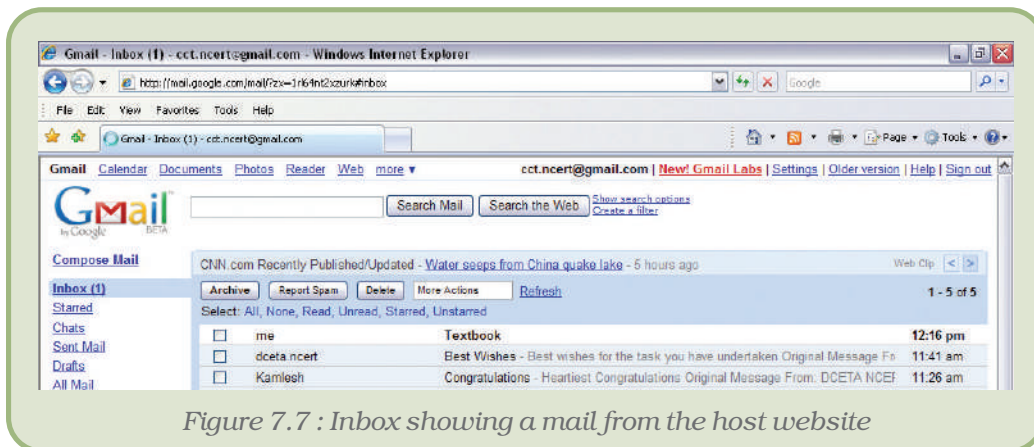 Gmail - Inbox (1) - cct.ncert@gmail.com - Windows Internet Explorer
Google
File Edit View Favorites Tools Help
Gmail - Inbox (1) - cct.ncert@gmail.com Page Tools
Gmail Calendar Documents Photos Reader Web more cct.ncert@gmail.com | New! Gmail Labs | Settings | Older version | Help | Sign out
Gmail by Google BETA
Search Mail Search the Web Show search options
Create a filter
Compose Mail
CNN.com Recently Published/Updated - Water seeps from China quake lake - 5 hours ago Web Clip < >
Inbox (1) Archive Report Spam Delete More Actions Refresh 1 - 5 of 5
Starred Select: All, None, Read, Unread, Starred, Unstarred
Chats me Textbook 12:16 pm
Sent Mail
Drafts dceta.ncert Best Wishes - Best wishes for the task you have undertaken Original Message 11:41 am
All Mail Kamlesh Congratulations - Heartiest Congratulations Original Message From: DCETA 11:26 am
Figure 7.7 : Inbox showing a mail from the host website